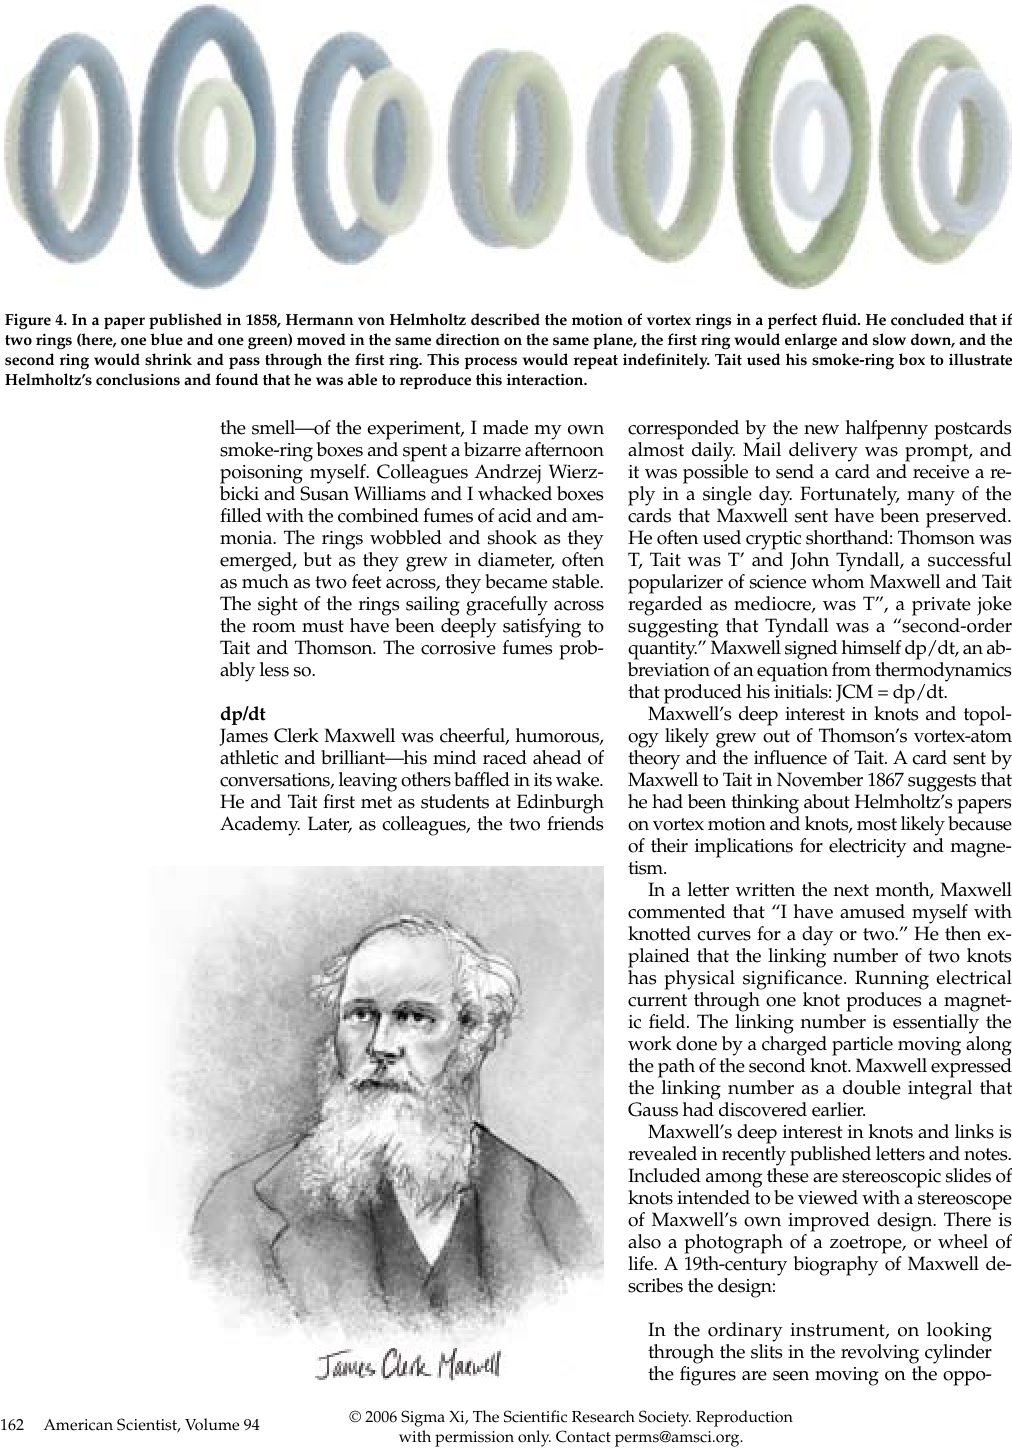 Figure 4. In a paper published in 1858, Hermann von Helmholtz described the motion of vortex rings in a perfect fluid. He concluded that if
two rings (here, one blue and one green) moved in the same direction on the same plane, the first ring would enlarge and slow down, and the
second ring would shrink and pass through the first ring. This process would repeat indefinitely. Tait used his smoke-ring box to illustrate
Helmholtz’s conclusions and found that he was able to reproduce this interaction.
the smell—of the experiment, I made my own
smoke-ring boxes and spent a bizarre afternoon
poisoning myself. Colleagues Andrzej Wierz-
bicki and Susan Williams and I whacked boxes
filled with the combined fumes of acid and am-
monia. The rings wobbled and shook as they
emerged, but as they grew in diameter, often
as much as two feet across, they became stable.
The sight of the rings sailing gracefully across
the room must have been deeply satisfying to
Tait and Thomson. The corrosive fumes prob-
ably less so.
dp/dt
James Clerk Maxwell was cheerful, humorous,
athletic and brilliant—his mind raced ahead of
conversations, leaving others baffled in its wake.
He and Tait first met as students at Edinburgh
Academy. Later, as colleagues, the two friends
James Clerk Maxwell
corresponded by the new halfpenny postcards
almost daily. Mail delivery was prompt, and
it was possible to send a card and receive a re-
ply in a single day. Fortunately, many of the
cards that Maxwell sent have been preserved.
He often used cryptic shorthand: Thomson was
T, Tait was T′ and John Tyndall, a successful
popularizer of science whom Maxwell and Tait
regarded as mediocre, was T″, a private joke
suggesting that Tyndall was a “second-order
quantity.” Maxwell signed himself dp/dt, an ab-
breviation of an equation from thermodynamics
that produced his initials: JCM = dp/dt.
Maxwell’s deep interest in knots and topol-
ogy likely grew out of Thomson’s vortex-atom
theory and the influence of Tait. A card sent by
Maxwell to Tait in November 1867 suggests that
he had been thinking about Helmholtz’s papers
on vortex motion and knots, most likely because
of their implications for electricity and magne-
tism.
In a letter written the next month, Maxwell
commented that “I have amused myself with
knotted curves for a day or two.” He then ex-
plained that the linking number of two knots
has physical significance. Running electrical
current through one knot produces a magnet-
ic field. The linking number is essentially the
work done by a charged particle moving along
the path of the second knot. Maxwell expressed
the linking number as a double integral that
Gauss had discovered earlier.
Maxwell’s deep interest in knots and links is
revealed in recently published letters and notes.
Included among these are stereoscopic slides of
knots intended to be viewed with a stereoscope
of Maxwell’s own improved design. There is
also a photograph of a zoetrope, or wheel of
life. A 19th-century biography of Maxwell de-
scribes the design:
In the ordinary instrument, on looking
through the slits in the revolving cylinder
the figures are seen moving on the oppo-
162 American Scientist, Volume 94
© 2006 Sigma Xi, The Scientific Research Society. Reproduction
with permission only. Contact perms@amsci.org.